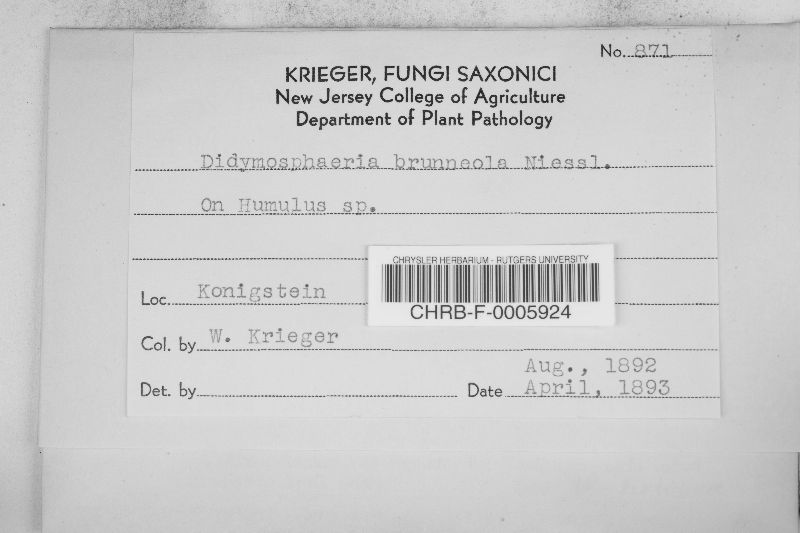 No. 871
KRIEGER, FUNGI SAXONICI
New Jersey College of Agriculture
Department of Plant Pathology
Didymosphaeria brunneola Niessl.
On Humulus sp.
CHRYSLER HERBARIUM - RUTGERS UNIVERSITY
CHRB-F-0005924
Loc. Konigstein
Col. by W. Krieger
Aug., 1892
Det. by Date April, 1893